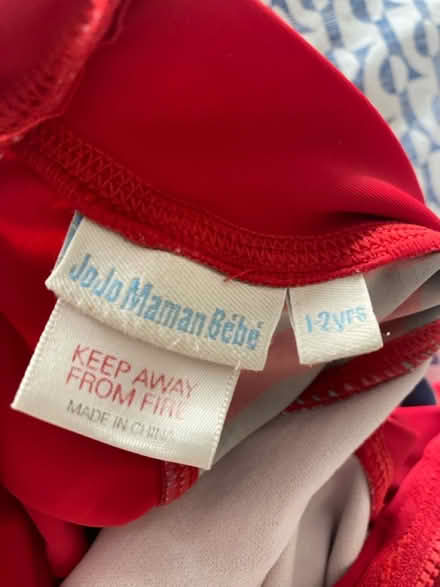 JoJo Maman Bébé
1-2yrs
KEEP AWAY
FROM FIRE
MADE IN CHINA